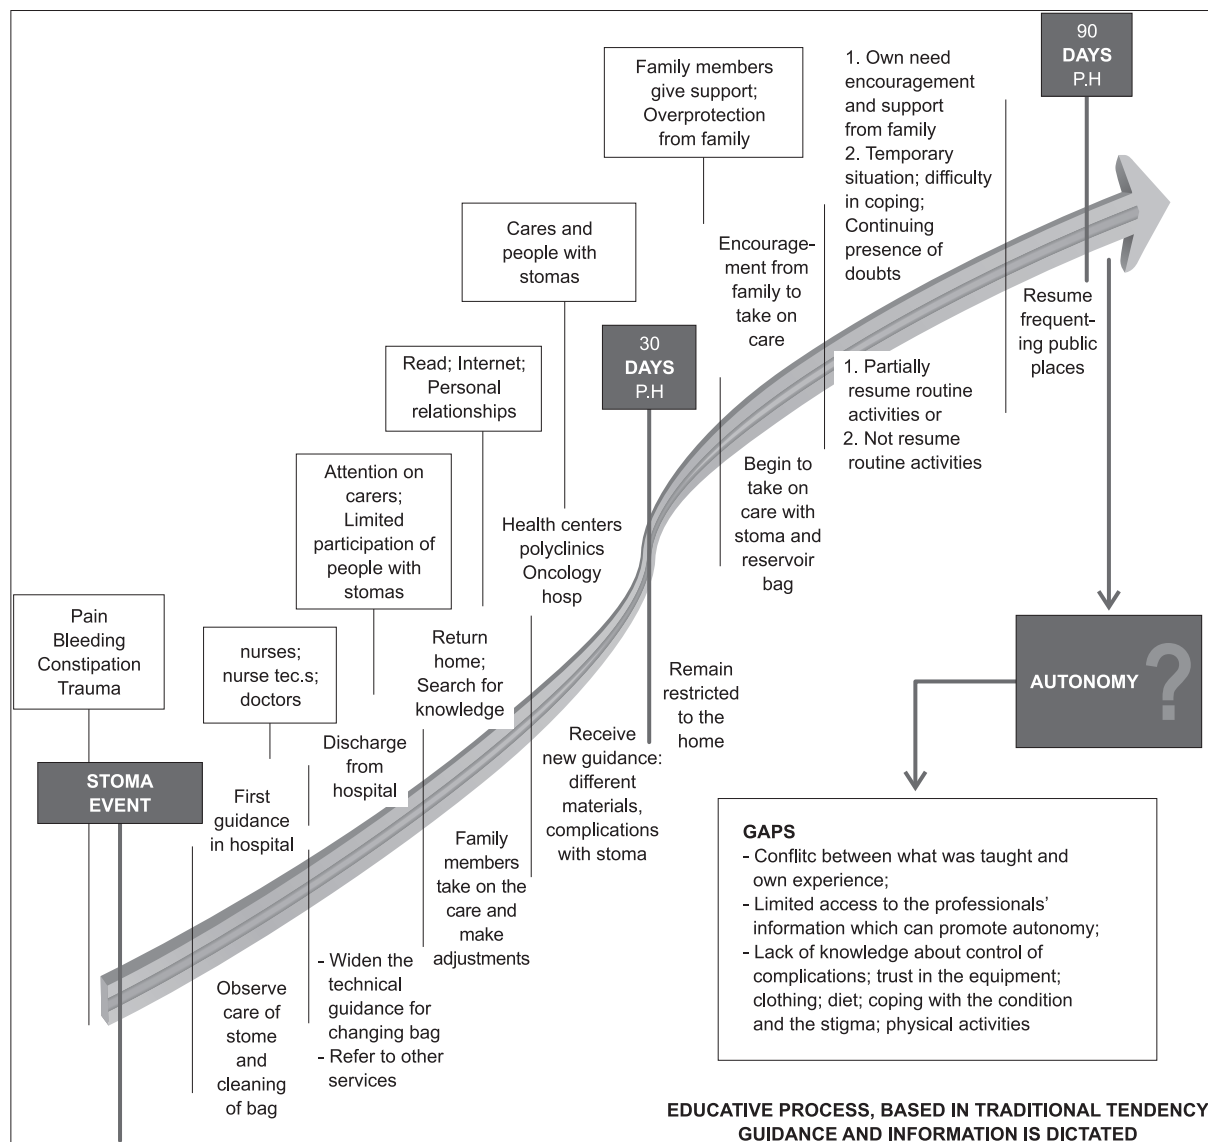 Pain
Bleeding
Constipation
Trauma
STOMA
EVENT
nurses;
nurse tec.s;
doctors
First
guidance
in hospital
Observe
care of
stome
and
cleaning
of bag
Attention on
carers;
Limited
participation of
people with
stomas
Discharge
from
hospital
- Widen the
technical
guidance for
changing bag
- Refer to other
services
Read; Internet;
Personal
relationships
Return
home;
Search for
knowledge
Family
members
take on the
care and
make
adjustments
Cares and
people with
stomas
Health centers
polyclinics
Oncology
hosp
Receive
new guidance:
different
materials,
complications
with stoma
30
DAYS
P.H
Remain
restricted
to the
home
Family members
give support;
Overprotection
from family
Encourage-
ment from
family to
take on
care
Begin to
take on
care with
stoma and
reservoir
bag
1. Own need
encouragement
and support
from family
2. Temporary
situation; difficulty
in coping;
Continuing
presence of
doubts
1. Partially
resume routine
activities or
2. Not resume
routine activities
90
DAYS
P.H
Resume
frequent-
ing public
places
AUTONOMY ?
GAPS
- Conflitc between what was taught and
own experience;
- Limited access to the professionals’
information which can promote autonomy;
- Lack of knowledge about control of
complications; trust in the equipment;
clothing; diet; coping with the condition
and the stigma; physical activities
EDUCATIVE PROCESS, BASED IN TRADITIONAL TENDENCY
GUIDANCE AND INFORMATION IS DICTATED